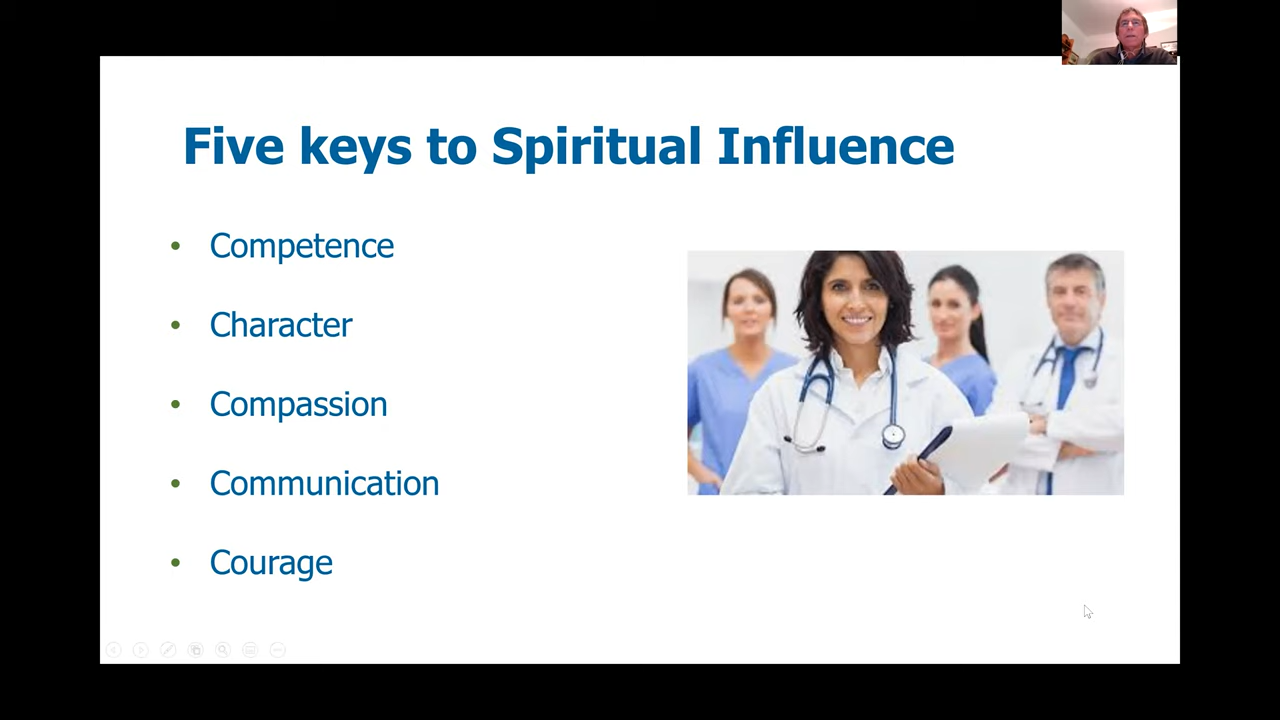 Five keys to Spiritual Influence
• Competence
• Character
• Compassion
• Communication
• Courage